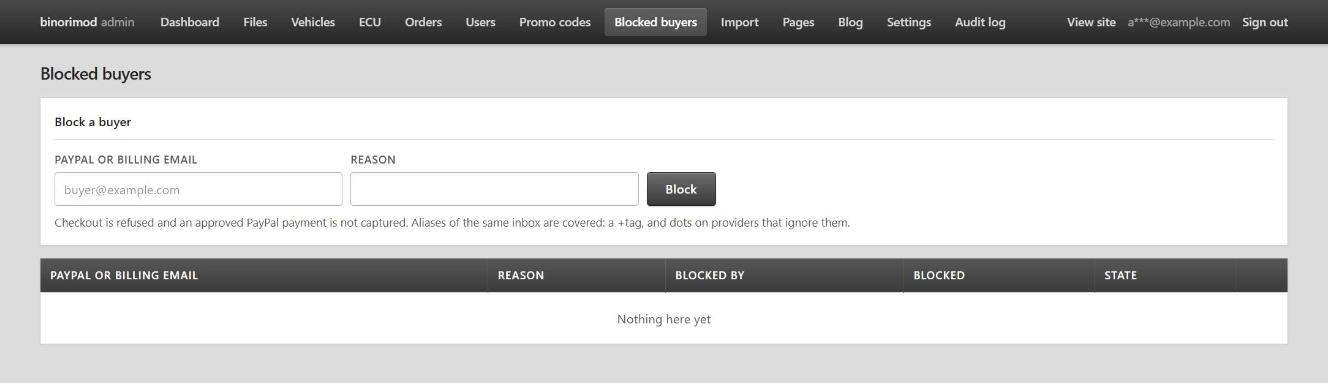 binorimod admin Dashboard Files Vehicles ECU Orders Users Promo codes Blocked buyers Import Pages Blog Settings Audit log View site a***@example.com Sign out
Blocked buyers
Block a buyer
PAYPAL OR BILLING EMAIL REASON
buyer@example.com Block
Checkout is refused and an approved PayPal payment is not captured. Aliases of the same inbox are covered: a +tag, and dots on providers that ignore them.
PAYPAL OR BILLING EMAIL REASON BLOCKED BY BLOCKED STATE
Nothing here yet